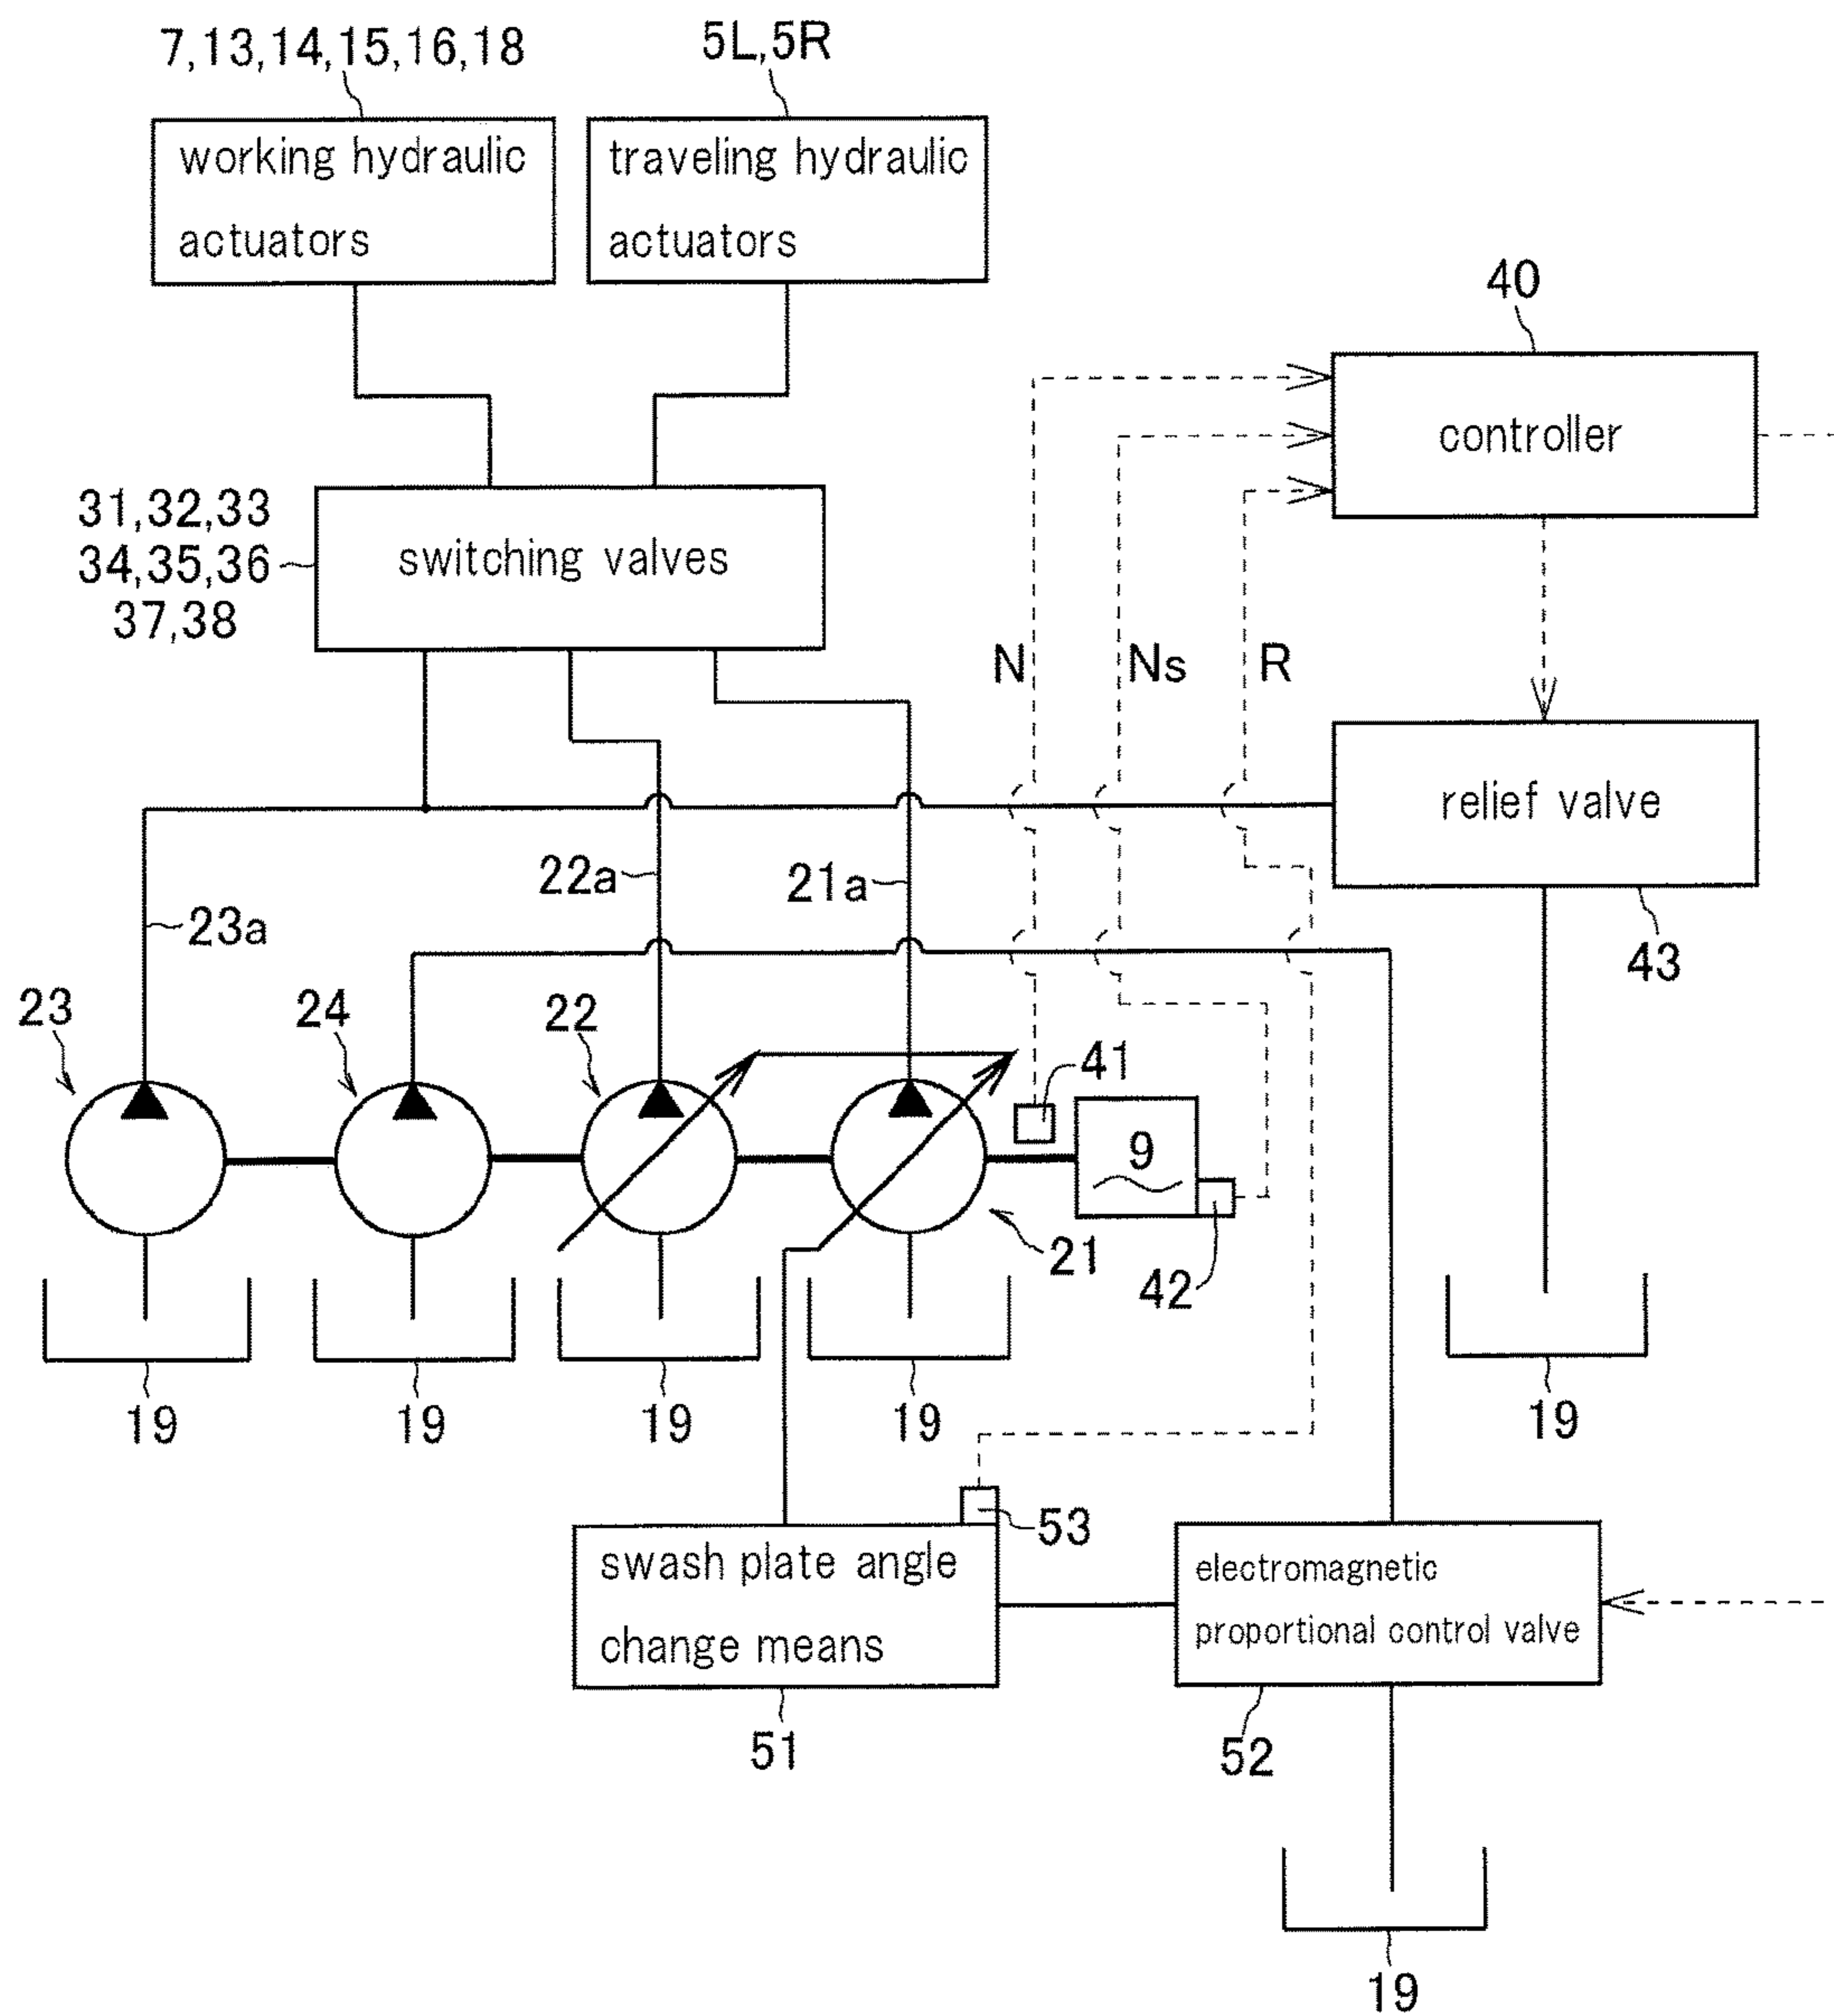 7,13,14,15,16,18
5L,5R
working hydraulic
actuators
traveling hydraulic
actuators
40
controller
31,32,33
34,35,36
37,38
switching valves
N
Ns
R
relief valve
22a
21a
23a
43
23
24
22
41
9
21
42
19
19
19
19
19
53
swash plate angle
change means
electromagnetic
proportional control valve
51
52
19